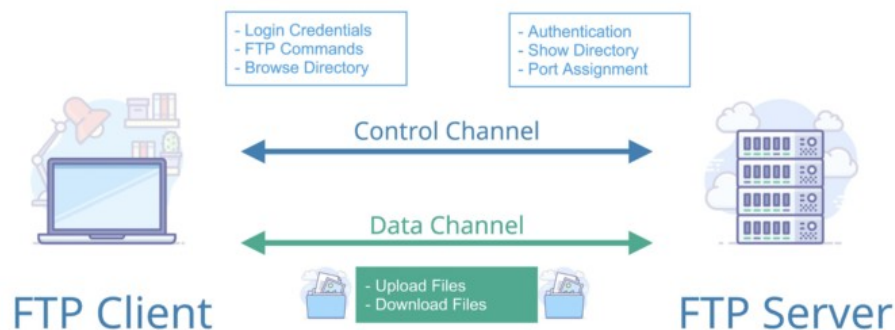 - Login Credentials
- FTP Commands
- Browse Directory
- Authentication
- Show Directory
- Port Assignment
Control Channel
Data Channel
- Upload Files
- Download Files
FTP Client
FTP Server